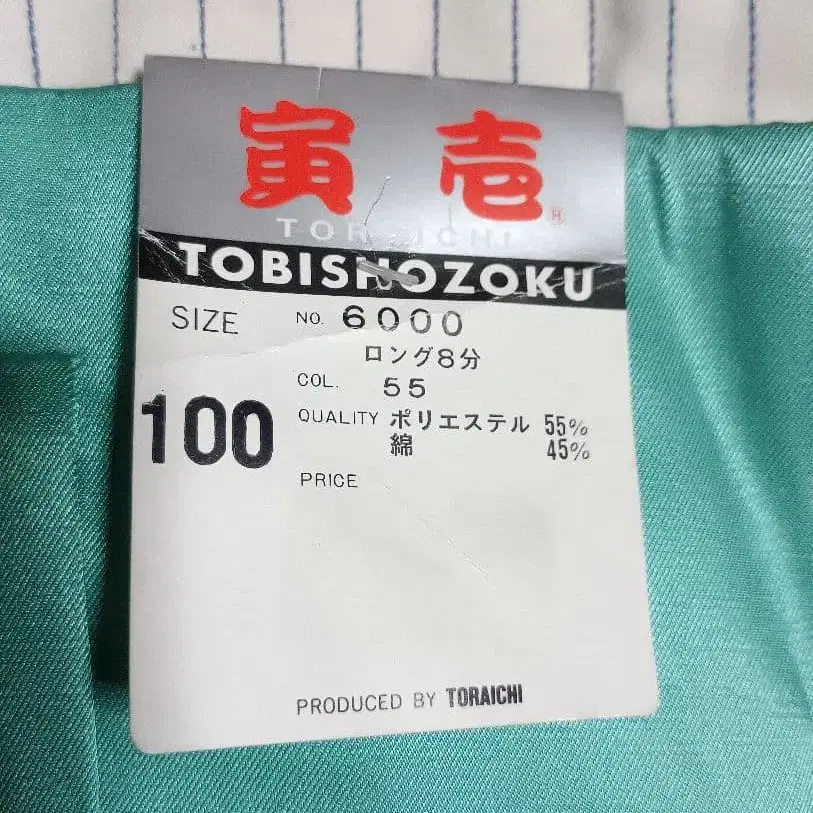 寅壱
TORAICHI
TOBISHOZOKU
SIZE
100
NO. 6000
ロング8分
COL. 55
QUALITY ポリエステル 55%
綿 45%
PRICE
PRODUCED BY TORAICHI